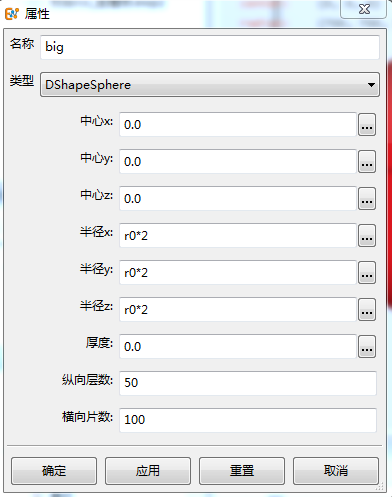 属性
名称 big
类型 DShapeSphere
中心x: 0.0 ...
中心y: 0.0 ...
中心z: 0.0 ...
半径x: r0*2 ...
半径y: r0*2 ...
半径z: r0*2 ...
厚度: 0.0 ...
纵向层数: 50
横向片数: 100
确定 应用 重置 取消